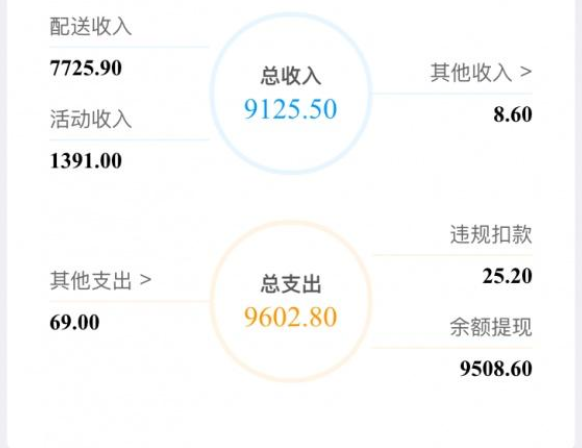 配送收入
7725.90
活动收入
1391.00
总收入
9125.50
其他收入 >
8.60
其他支出 >
69.00
总支出
9602.80
违规扣款
25.20
余额提现
9508.60